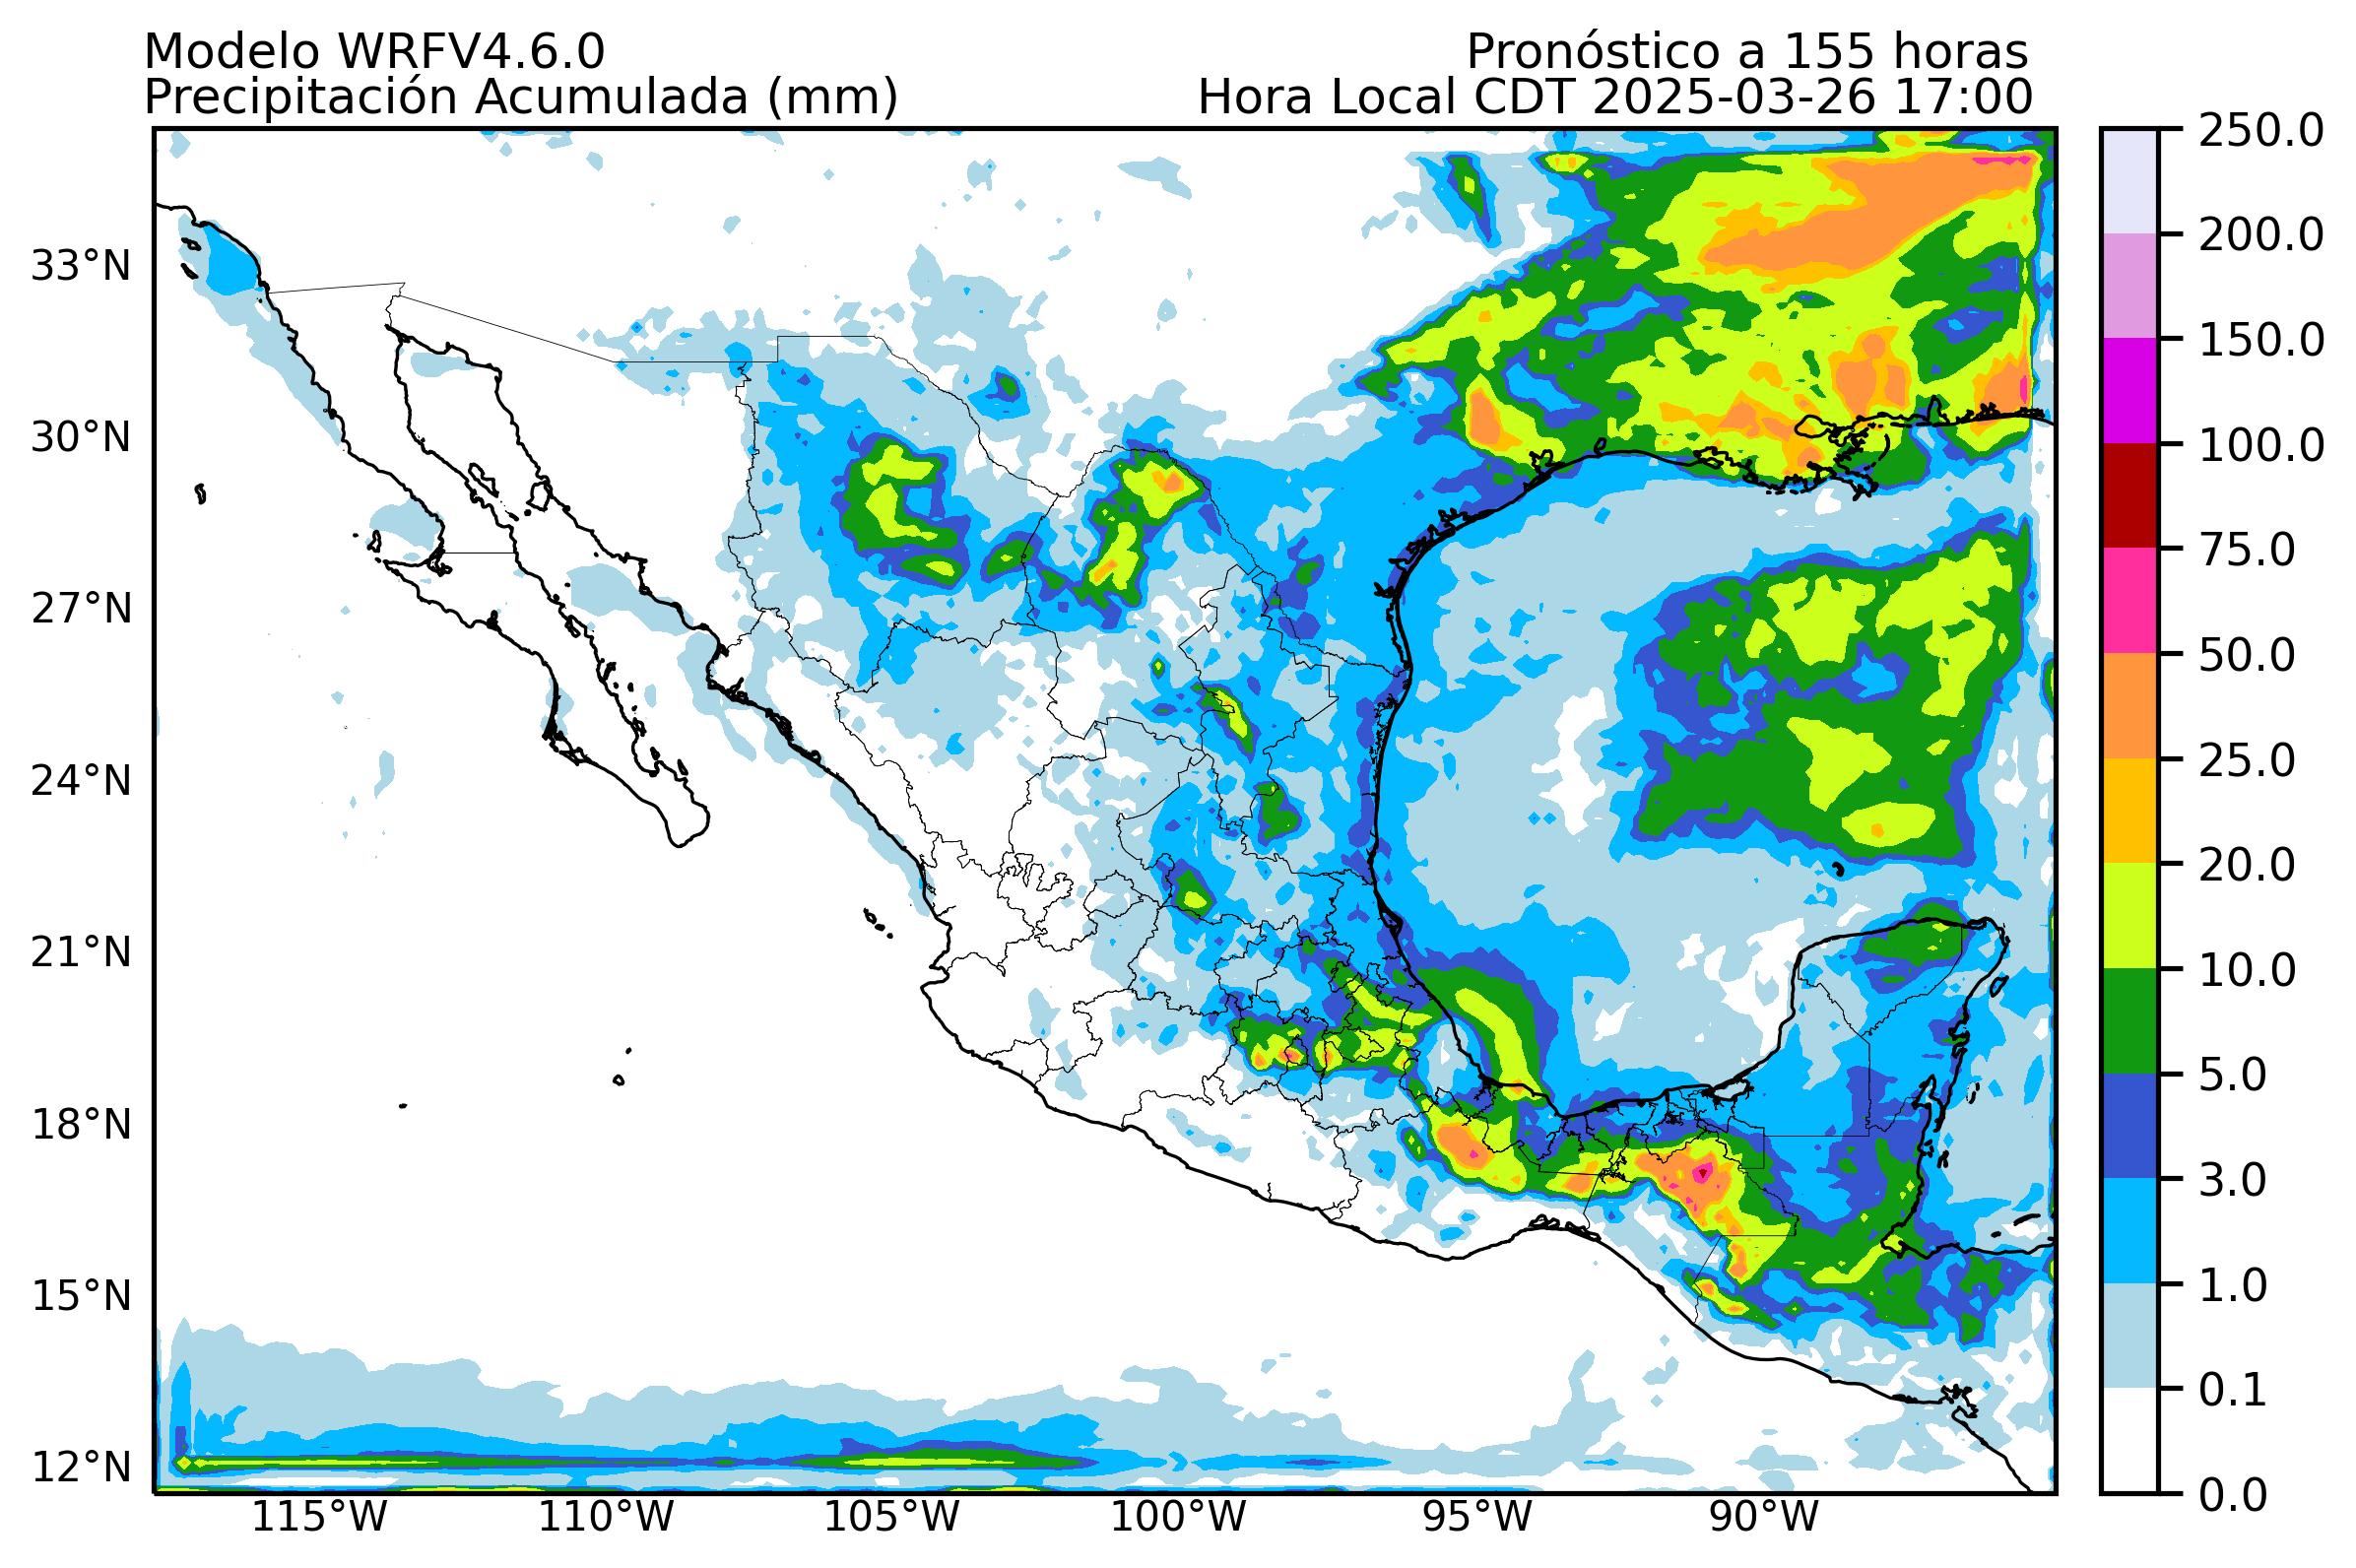 Modelo WRFV4.6.0
Pronóstico a 155 horas
Precipitación Acumulada (mm)
Hora Local CDT 2025-03-26 17:00
250.0
200.0
150.0
100.0
75.0
50.0
25.0
20.0
10.0
5.0
3.0
1.0
0.1
0.0
33°N
30°N
27°N
24°N
21°N
18°N
15°N
12°N
115°W
110°W
105°W
100°W
95°W
90°W